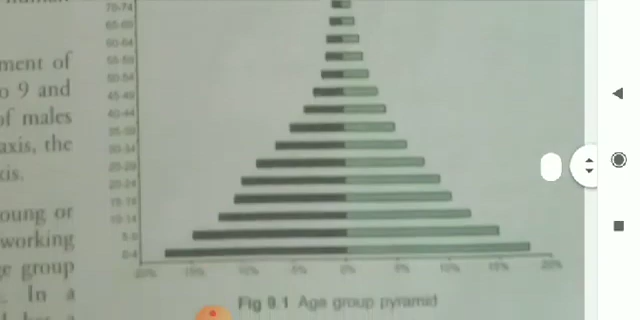 ment of
o 9 and
of males
axis, the
xis.
oung or
working
ge group
. In a
70-74
65-69
60-64
55-59
50-54
45-49
40-44
35-39
30-34
25-29
20-24
15-19
10-14
5-9
0-4
20% 15% 10% 5% 0% 5% 10% 15% 20%
Fig 9.1 Age group pyramid